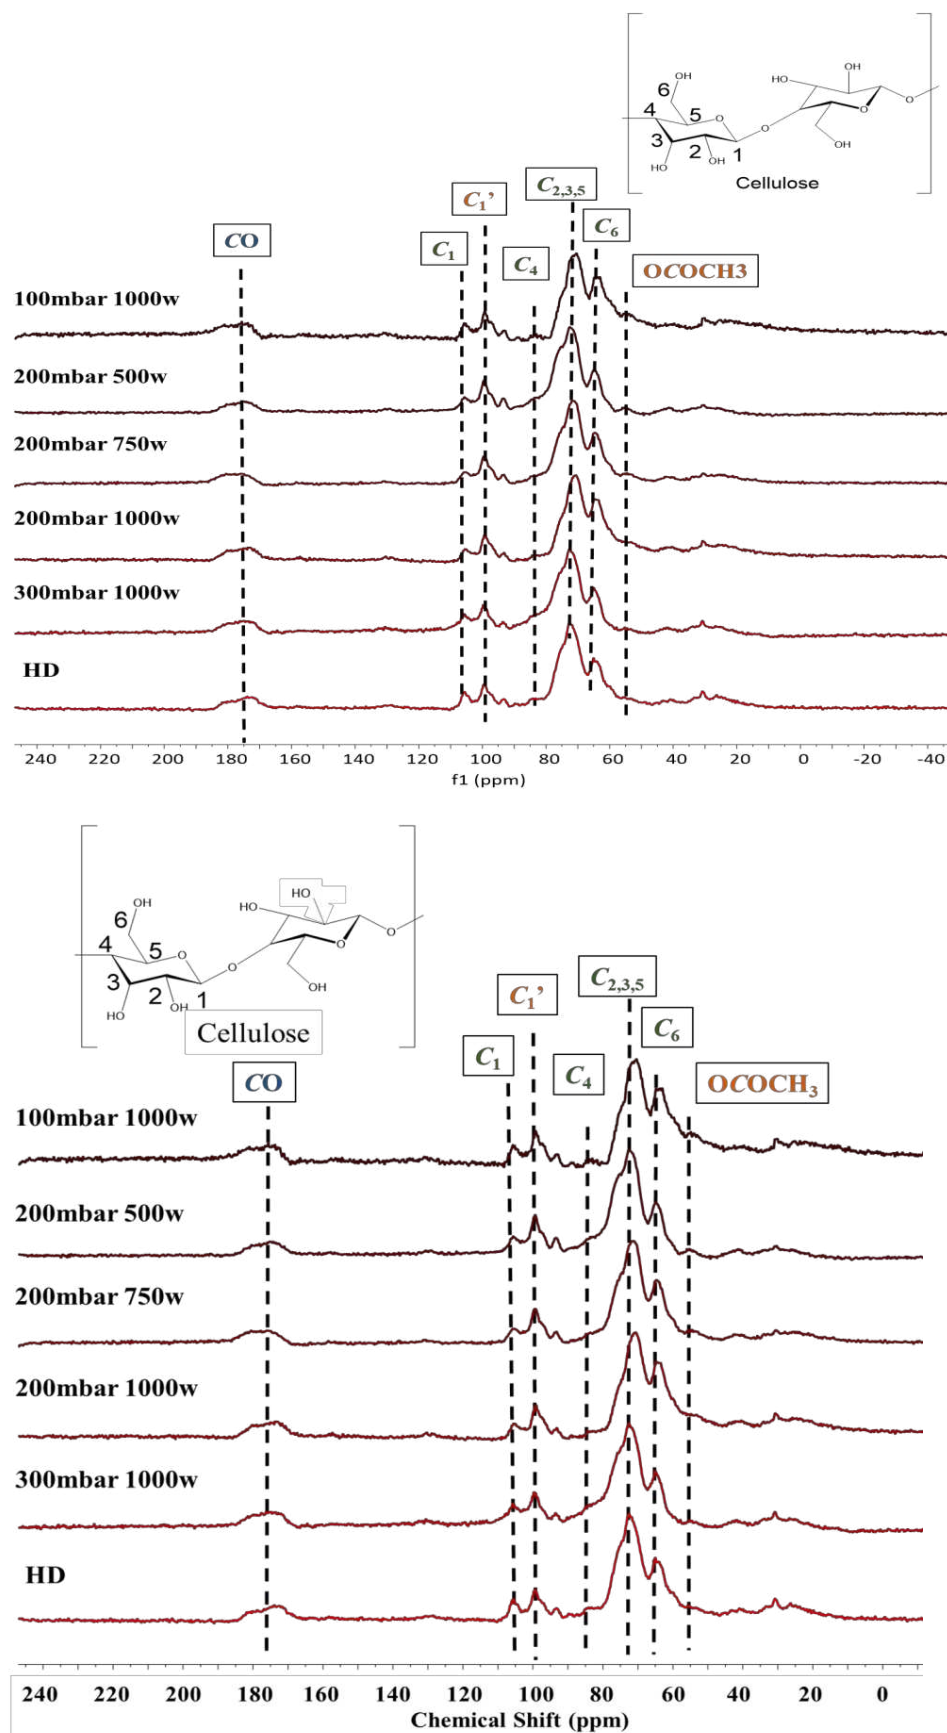 OH
6
4
5
O
3
2
1
HO
OH
O
HO
OH
O
O
OH
Cellulose
C2,3,5
C1’
C6
CO
C1
C4
OCOCH3
100mbar 1000w
200mbar 500w
200mbar 750w
200mbar 1000w
300mbar 1000w
HD
240 220 200 180 160 140 120 100 80 60 40 20 0 -20 -40
f1 (ppm)
OH
6
4
5
O
3
2
1
HO
OH
O
HO
HO
O
O
OH
Cellulose
C2,3,5
C1’
C6
C1
C4
CO
OCOCH3
100mbar 1000w
200mbar 500w
200mbar 750w
200mbar 1000w
300mbar 1000w
HD
240 220 200 180 160 140 120 100 80 60 40 20 0
Chemical Shift (ppm)